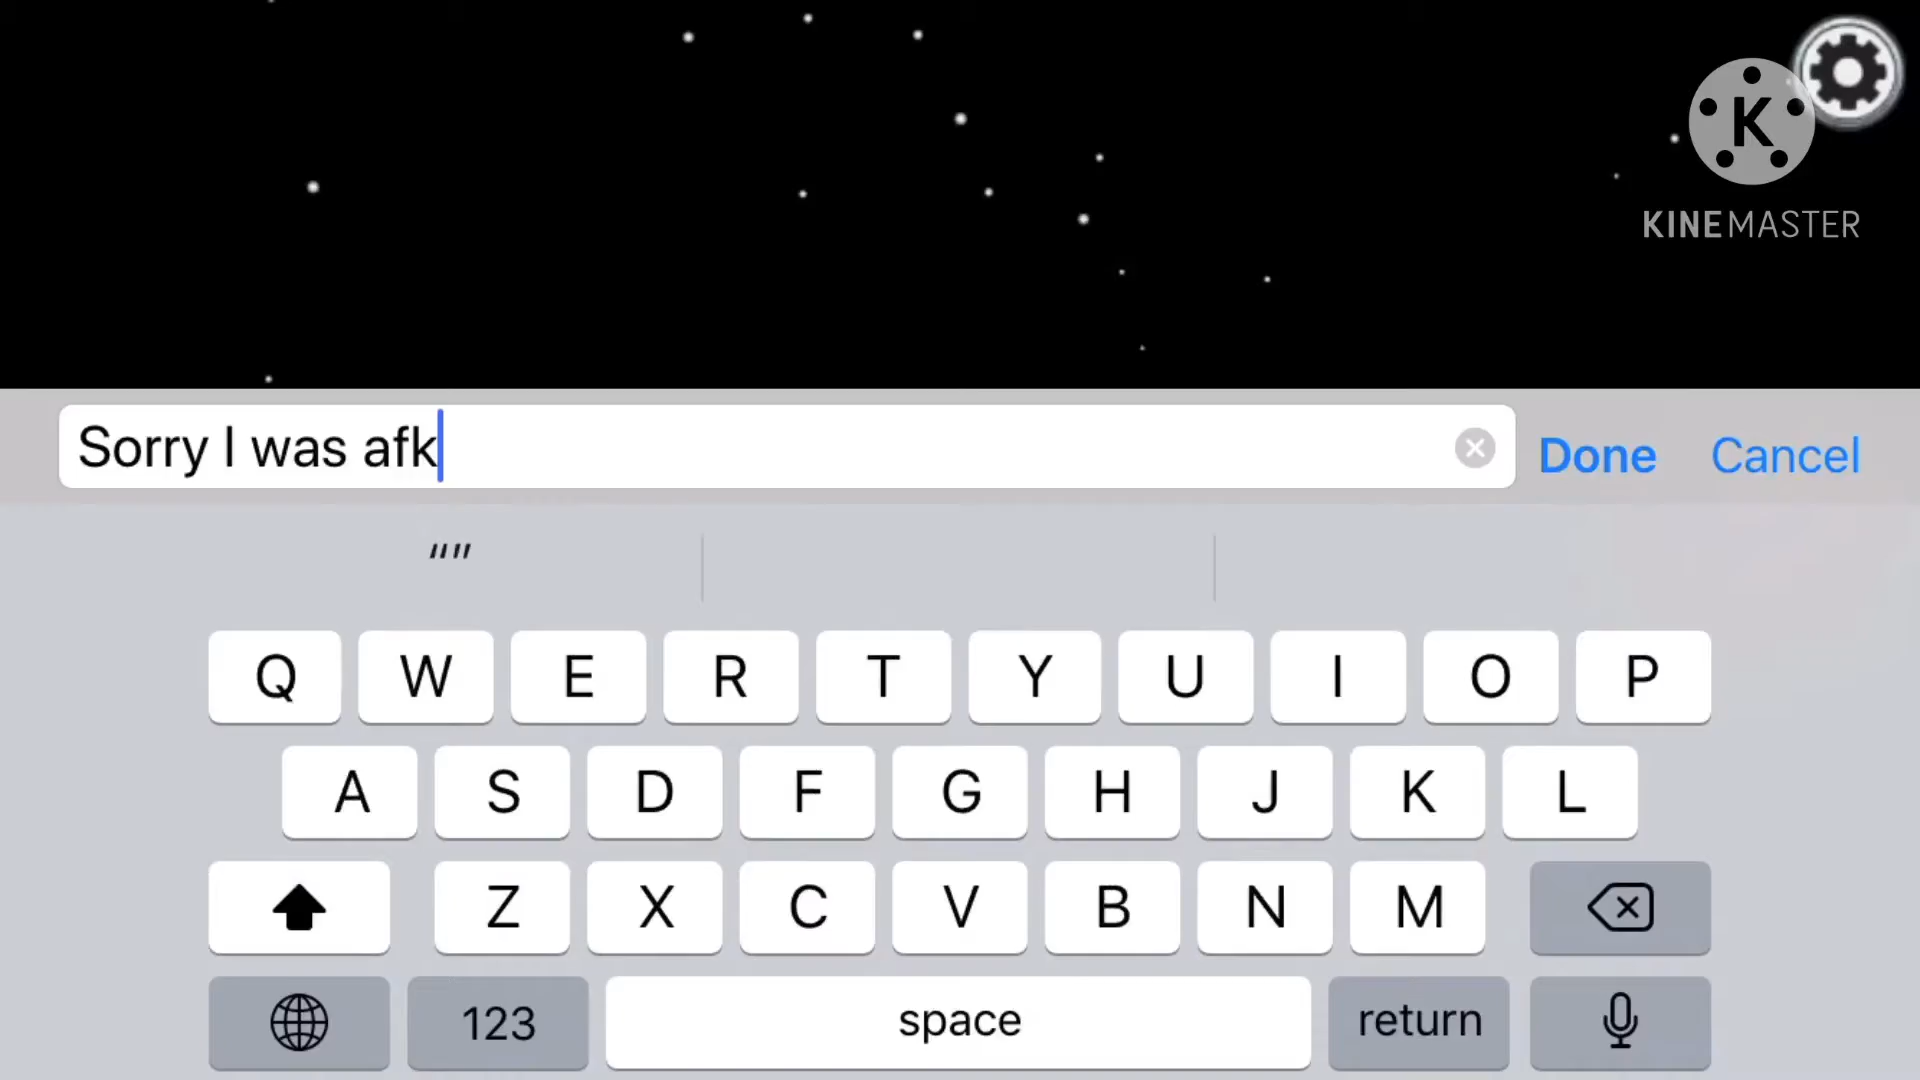 K
KINEMASTER
Sorry I was afk
Done
Cancel
“”
Q W E R T Y U I O P
A S D F G H J K L
Z X C V B N M
123
space
return